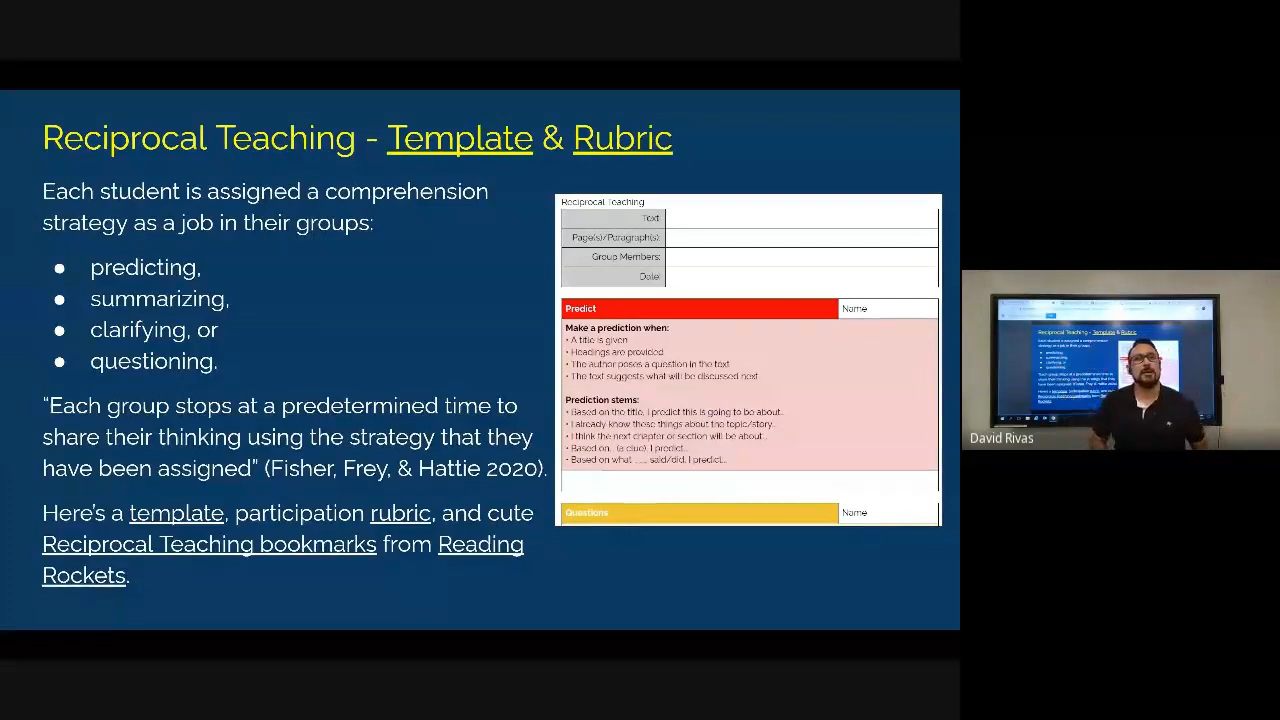 Reciprocal Teaching - Template & Rubric
Each student is assigned a comprehension
strategy as a job in their groups:
● predicting,
● summarizing,
● clarifying, or
● questioning.
“Each group stops at a predetermined time to
share their thinking using the strategy that they
have been assigned” (Fisher, Frey, & Hattie 2020).
Here's a template, participation rubric, and cute
Reciprocal Teaching bookmarks from Reading
Rockets.
Reciprocal Teaching
Text:
Page(s)/Paragraph(s):
Group Members:
Date:
Predict Name
Make a prediction when:
• A title is given
• Headings are provided
• The author poses a question in the text
• The text suggests what will be discussed next
Prediction stems:
• Based on the title, I predict this is going to be about...
• I already know these things about the topic/story...
• I think the next chapter or section will be about...
• Based on... (a clue), I predict...
• Based on what ___ said/did, I predict...
Questions Name
Reciprocal Teaching - Template & Rubric
David Rivas